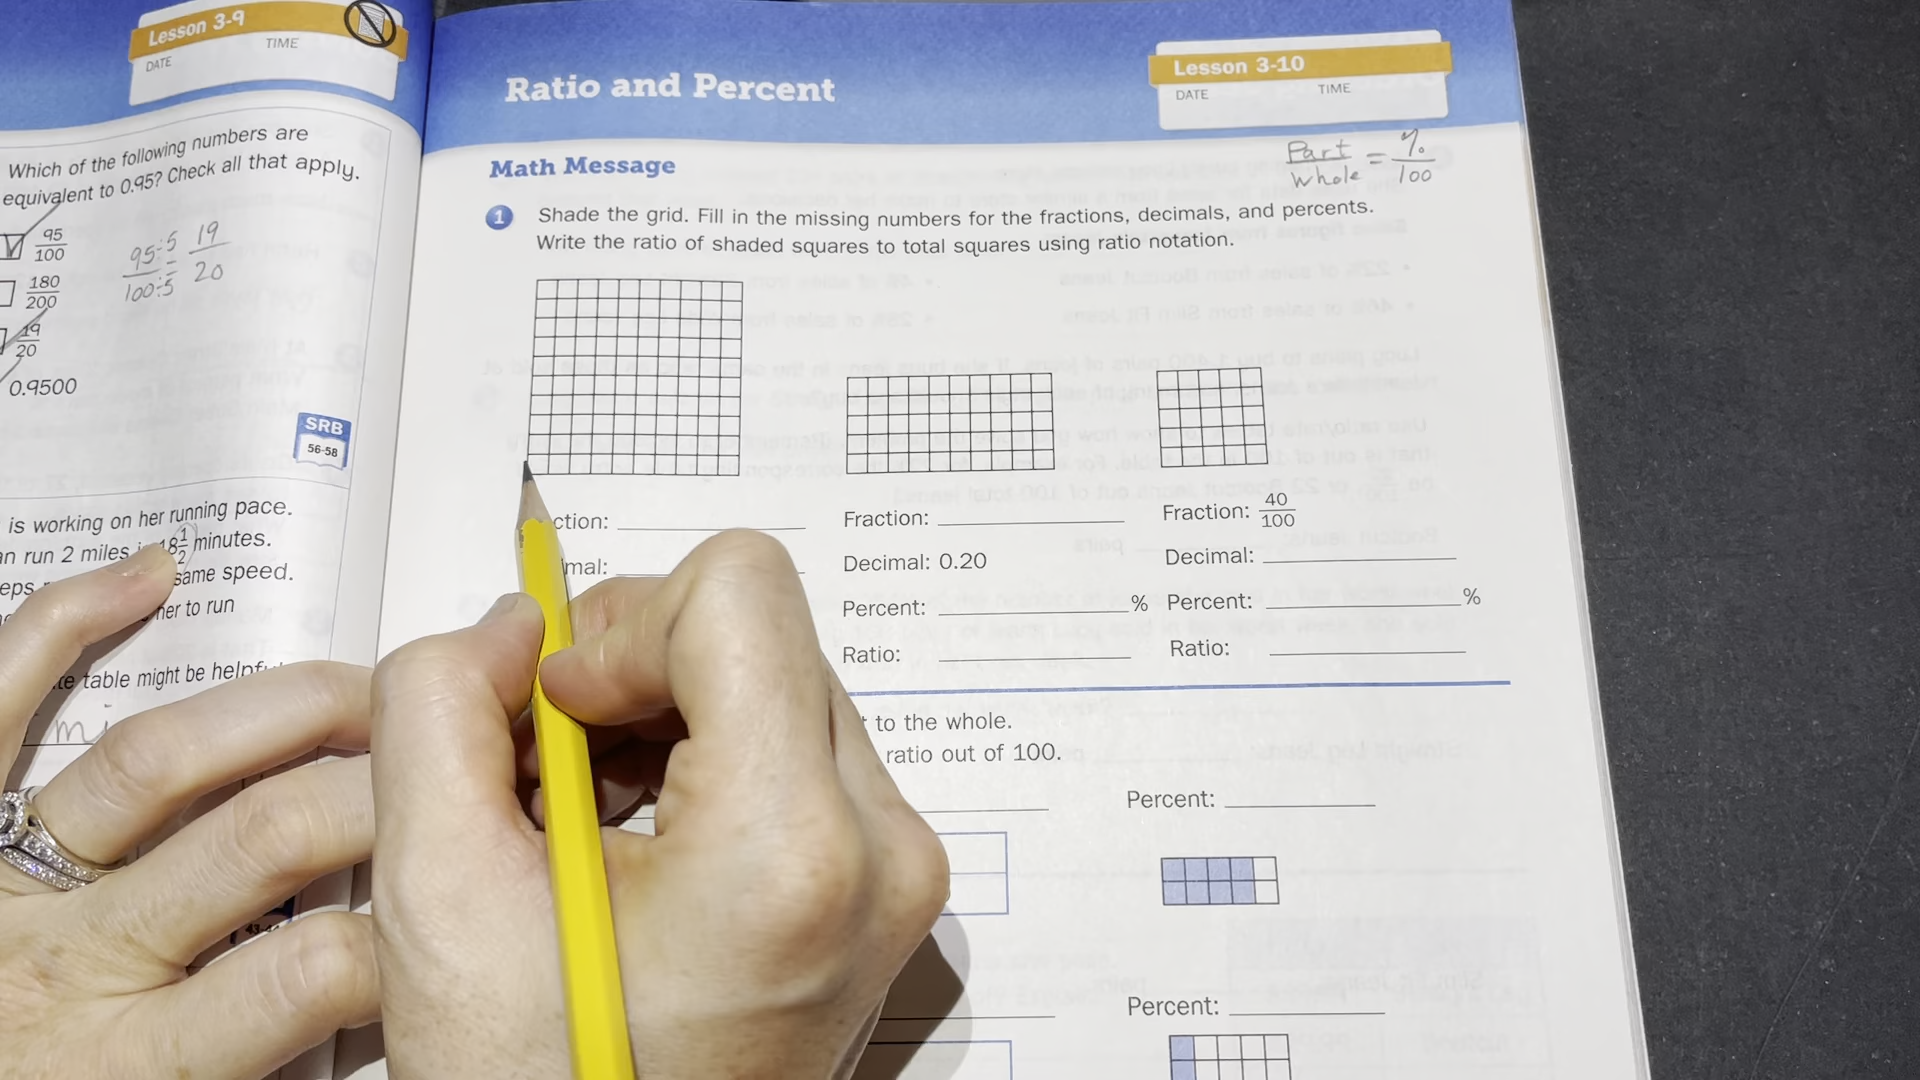 Lesson 3-9
DATE TIME
Which of the following numbers are
equivalent to 0.95? Check all that apply.
95
100
180
200
19
20
0.9500
95÷5 = 19
100÷5 20
SRB
56-58
is working on her running pace.
an run 2 miles 18 1/2 minutes.
eeps same speed.
her to run
te table might be
mi
Ratio and Percent
Lesson 3-10
DATE TIME
Part = %
Whole 100
Math Message
1 Shade the grid. Fill in the missing numbers for the fractions, decimals, and percents.
Write the ratio of shaded squares to total squares using ratio notation.
ction:
imal:
Fraction:
Decimal: 0.20
Percent: %
Ratio:
Fraction: 40
100
Decimal:
Percent: %
Ratio:
to the whole.
ratio out of 100.
Percent:
Percent: